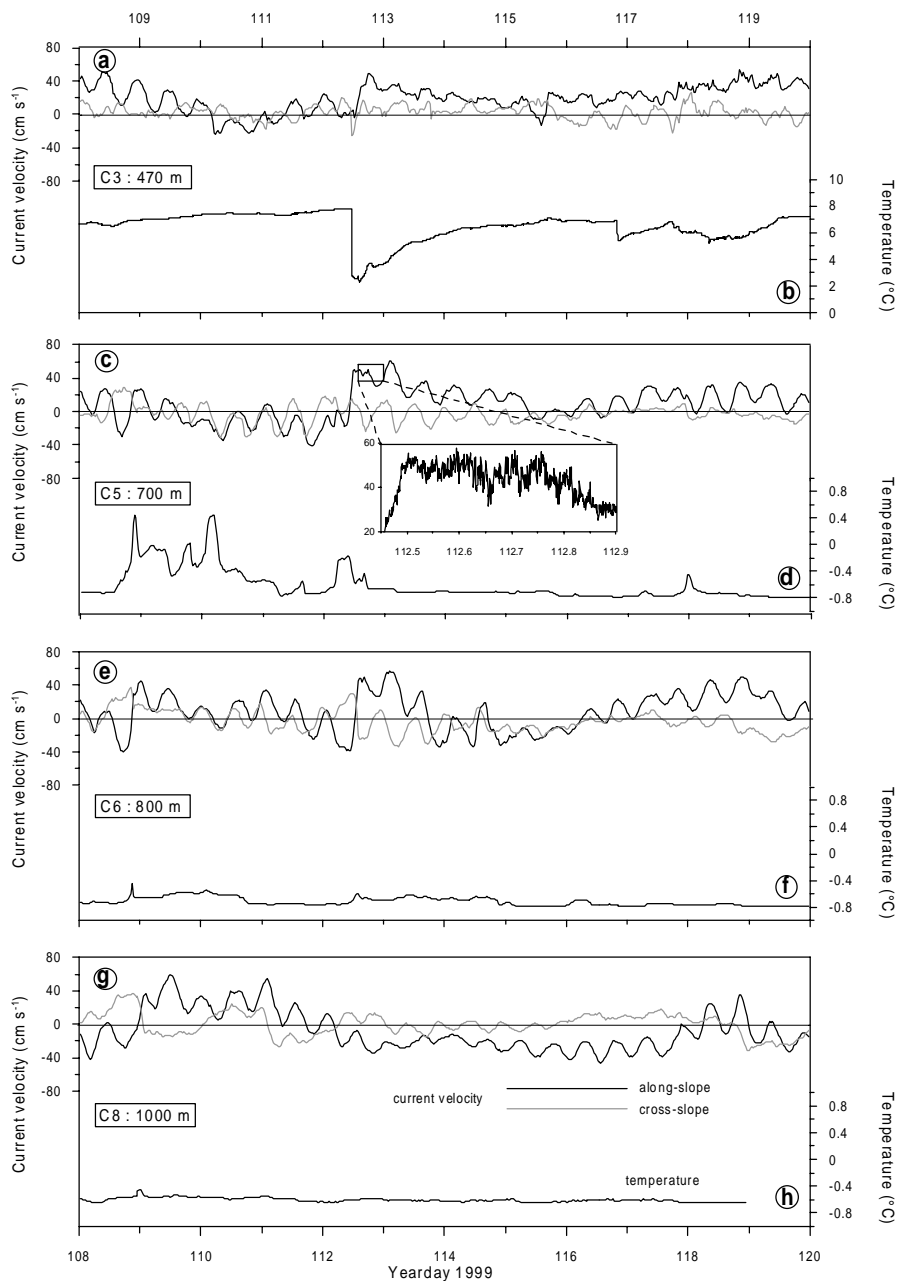 109 111 113 115 117 119
80
40
0
-40
-80
Current velocity (cm s⁻¹)
a
C3 : 470 m
10
8
6
4
2
0
Temperature (°C)
b
80
40
0
-40
-80
Current velocity (cm s⁻¹)
c
60
40
20
112.5 112.6 112.7 112.8 112.9
C5 : 700 m
0.8
0.4
0
-0.4
-0.8
Temperature (°C)
d
80
40
0
-40
-80
Current velocity (cm s⁻¹)
e
C6 : 800 m
0.8
0.4
0
-0.4
-0.8
Temperature (°C)
f
80
40
0
-40
-80
Current velocity (cm s⁻¹)
g
current velocity
along-slope
cross-slope
C8 : 1000 m
0.8
0.4
0
-0.4
-0.8
Temperature (°C)
temperature
h
108 110 112 114 116 118 120
Yearday 1999